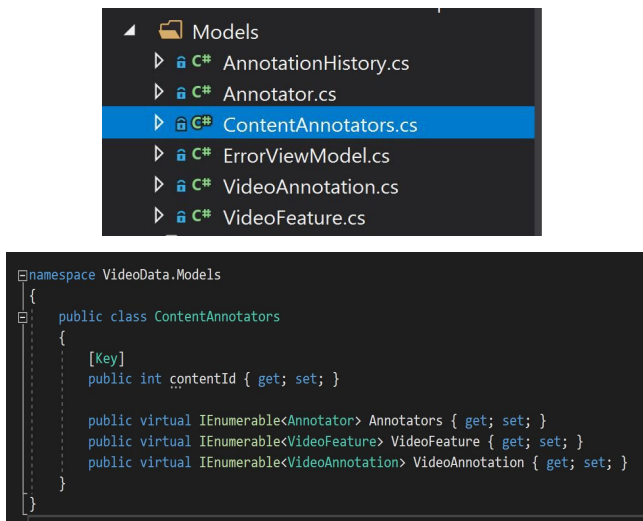 Models
C# AnnotationHistory.cs
C# Annotator.cs
C# ContentAnnotators.cs
C# ErrorViewModel.cs
C# VideoAnnotation.cs
C# VideoFeature.cs
namespace VideoData.Models
{
public class ContentAnnotators
{
[Key]
public int contentId { get; set; }
public virtual IEnumerable<Annotator> Annotators { get; set; }
public virtual IEnumerable<VideoFeature> VideoFeature { get; set; }
public virtual IEnumerable<VideoAnnotation> VideoAnnotation { get; set; }
}
}